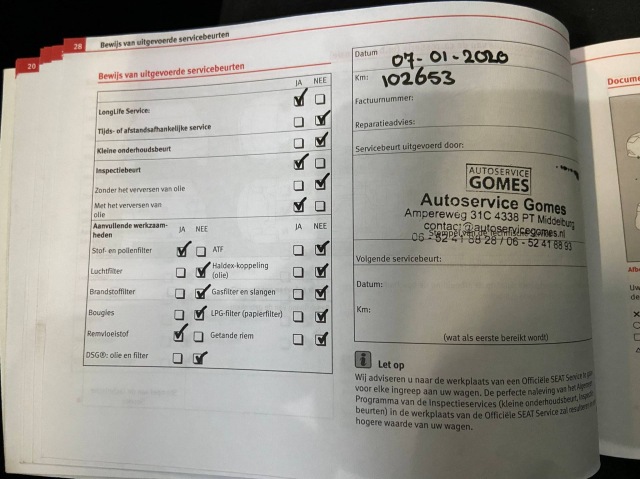 20
28
Bewijs van uitgevoerde servicebeurten
Bewijs van uitgevoerde servicebeurten
JA NEE
LongLife Service:
Tijds- of afstandsafhankelijke service
Kleine onderhoudsbeurt
Inspectiebeurt
Zonder het verversen van olie
Met het verversen van
olie
Aanvullende werkzaam-
heden
JA NEE
JA NEE
Stof- en pollenfilter
ATF
Luchtfilter
Haldex-koppeling
(olie)
Brandstoffilter
Gasfilter en slangen
Bougies
LPG-filter (papierfilter)
Remvloeistof
Getande riem
DSG®: olie en filter
Datum 07-01-2020
Km: 102653
Factuurnummer:
Reparatieadvies:
Servicebeurt uitgevoerd door:
AUTOSERVICE
GOMES
Autoservice Gomes
Ampereweg 31C 4338 PT Middelburg
contact@autoservicegomes.nl
06 - 52 41 88 28 / 06 - 52 41 88 93
Volgende servicebeurt:
Datum:
Km:
(wat als eerste bereikt wordt)
i Let op
Wij adviseren u naar de werkplaats van een Officiële SEAT Service te
voor elke ingreep aan uw wagen. De perfecte naleving van het
Programma van de inspectieservices (kleine onderhoudsbeurt,
beurten) in de werkplaats van de Officiële SEAT Service zal
hogere waarde van uw wagen.
Docume
Afb
Uw
de